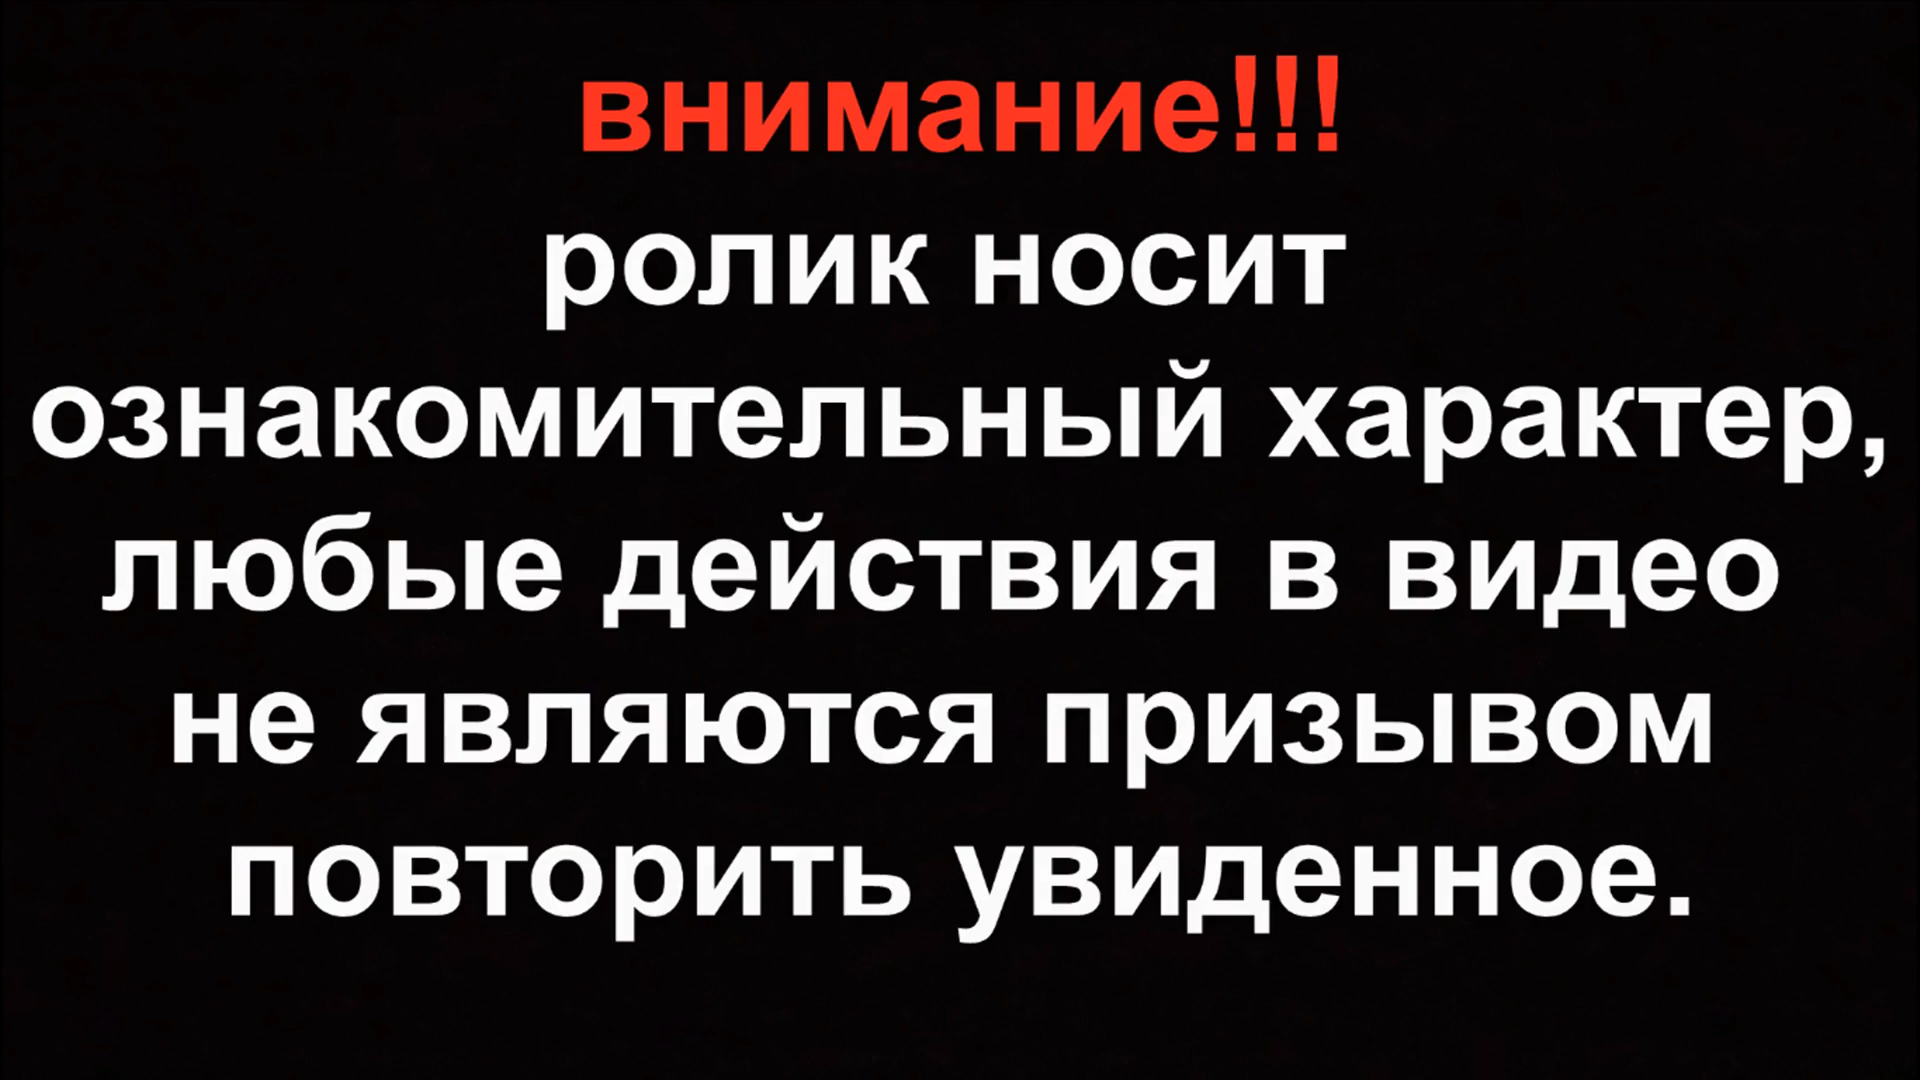 внимание!!!
ролик носит
ознакомительный характер,
любые действия в видео
не являются призывом
повторить увиденное.